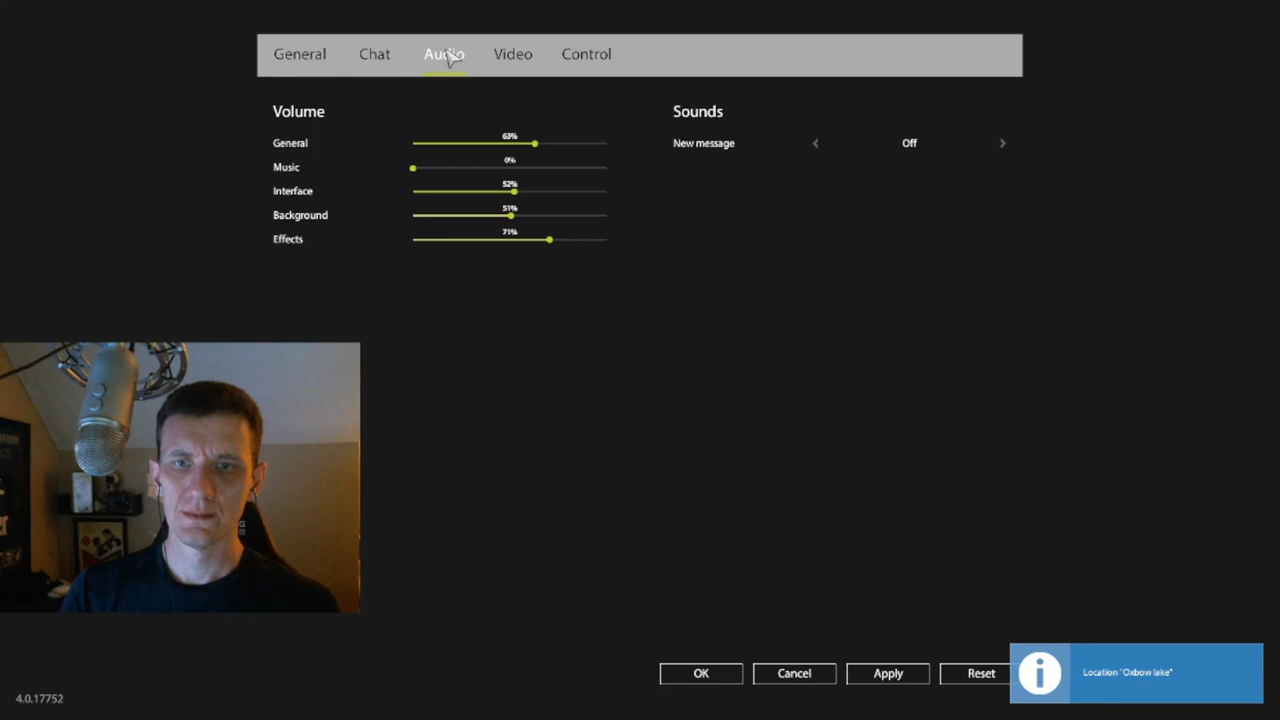 General Chat Audio Video Control
Volume
General 63%
Music 0%
Interface 52%
Background 51%
Effects 71%
Sounds
New message Off
OK Cancel Apply Reset
Location "Oxbow lake"
4.0.17752